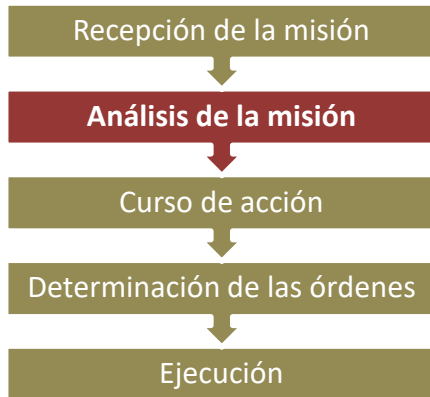 Recepción de la misión
Análisis de la misión
Curso de acción
Determinación de las órdenes
Ejecución